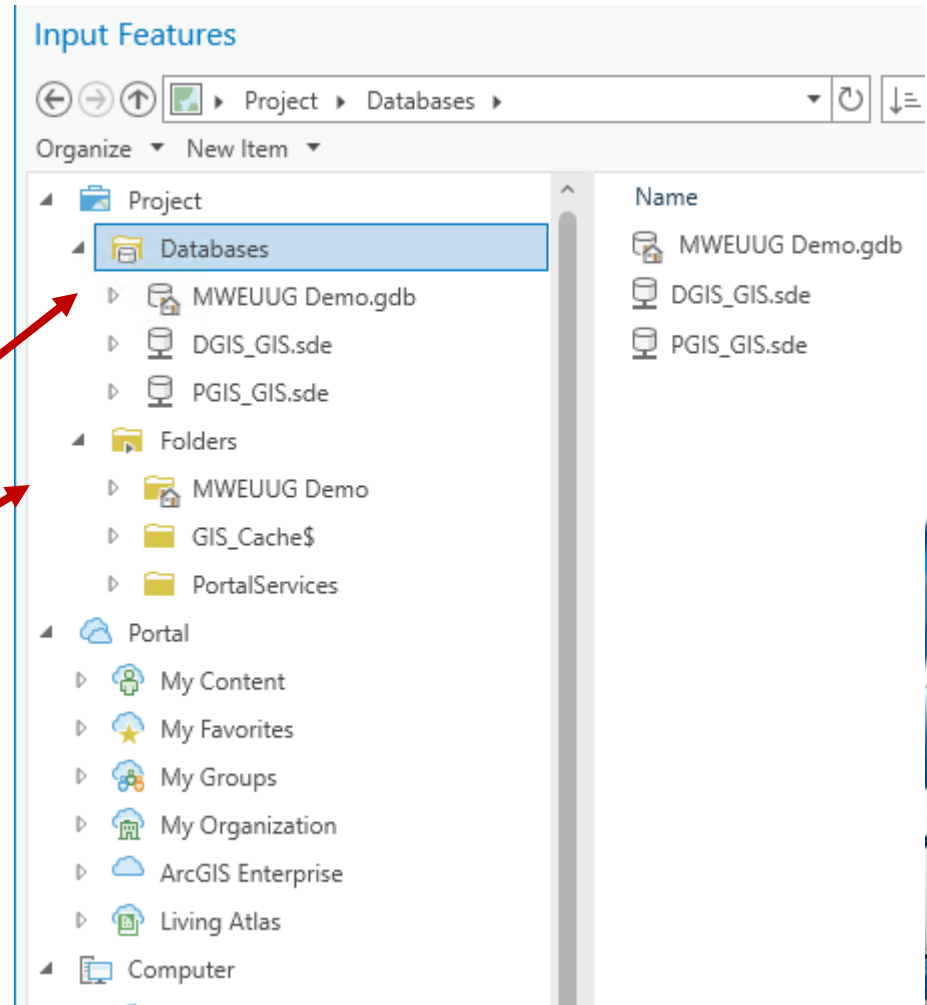 Input Features
Project Databases
Organize New Item
Project
Databases
MWEUUG Demo.gdb
DGIS_GIS.sde
PGIS_GIS.sde
Folders
MWEUUG Demo
GIS_Cache$
PortalServices
Portal
My Content
My Favorites
My Groups
My Organization
ArcGIS Enterprise
Living Atlas
Computer
Name
MWEUUG Demo.gdb
DGIS_GIS.sde
PGIS_GIS.sde